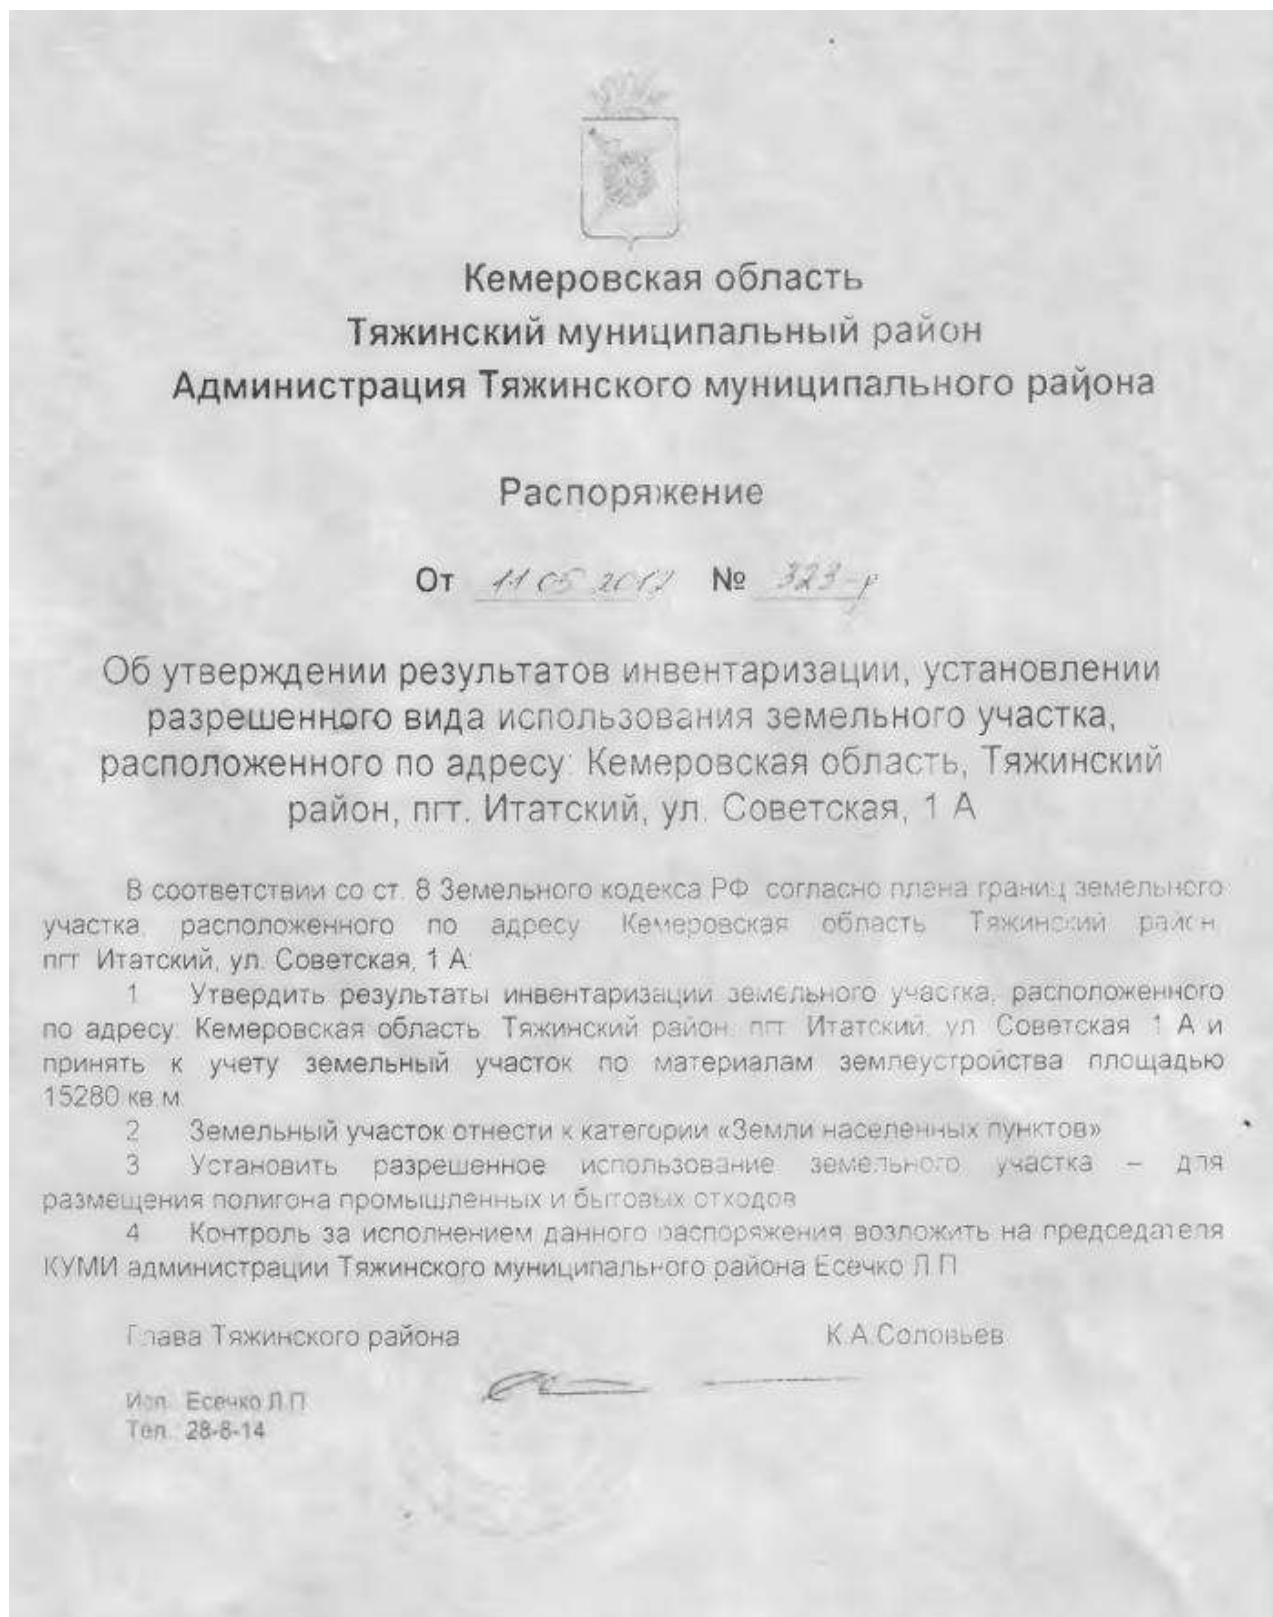 Кемеровская область
Тяжинский муниципальный район
Администрация Тяжинского муниципального района
Распоряжение
От 11 05 2012 № 323-р
Об утверждении результатов инвентаризации, установлении
разрешенного вида использования земельного участка,
расположенного по адресу: Кемеровская область, Тяжинский
район, пгт. Итатский, ул. Советская, 1 А
В соответствии со ст. 8 Земельного кодекса РФ согласно плана границ земельного
участка, расположенного по адресу Кемеровская область Тяжинский район,
пгт Итатский, ул. Советская, 1 А:
1 Утвердить результаты инвентаризации земельного участка, расположенного
по адресу: Кемеровская область Тяжинский район, пгт Итатский, ул Советская 1 А и
принять к учету земельный участок по материалам землеустройства площадью
15280 кв.м.
2 Земельный участок отнести к категории «Земли населенных пунктов»
3 Установить разрешенное использование земельного участка – для
размещения полигона промышленных и бытовых отходов
4 Контроль за исполнением данного распоряжения возложить на председателя
КУМИ администрации Тяжинского муниципального района Есечко Л.П.
Глава Тяжинского района К.А.Соловьев
Исп. Есечко Л.П
Тел. 28-8-14